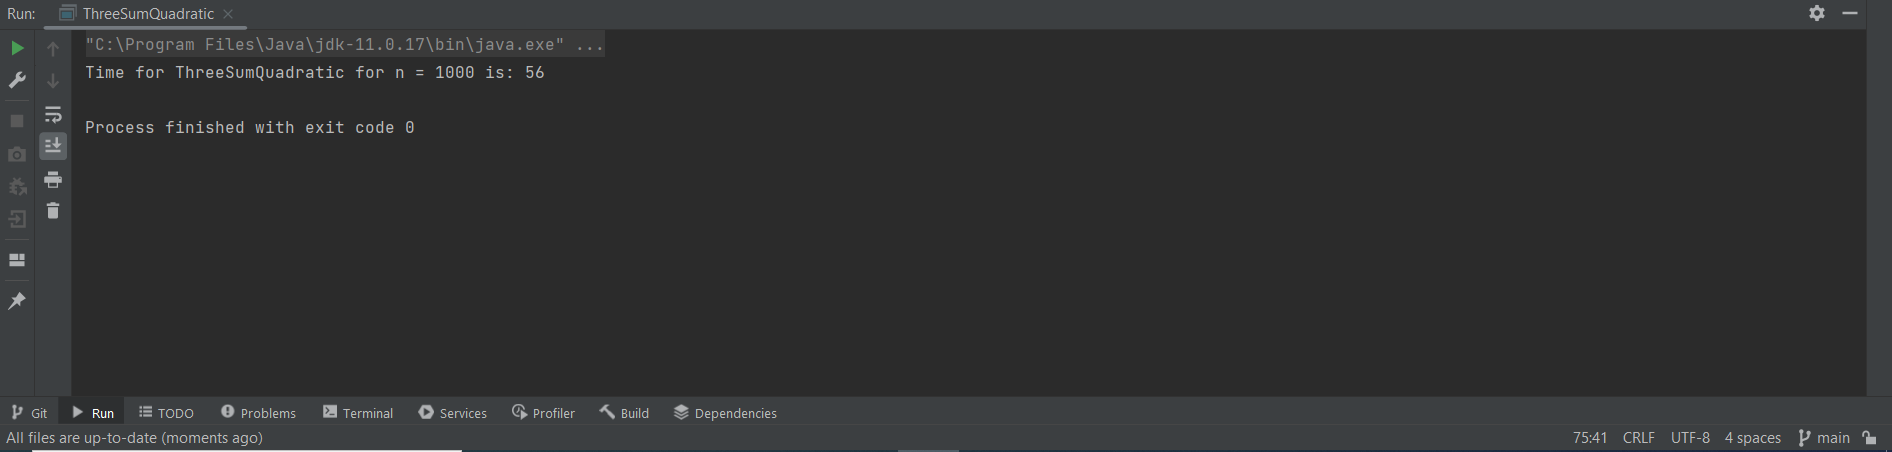 Run: ThreeSumQuadratic
"C:\Program Files\Java\jdk-11.0.17\bin\java.exe" ...
Time for ThreeSumQuadratic for n = 1000 is: 56
Process finished with exit code 0
Git Run TODO Problems Terminal Services Profiler Build Dependencies
All files are up-to-date (moments ago) 75:41 CRLF UTF-8 4 spaces main